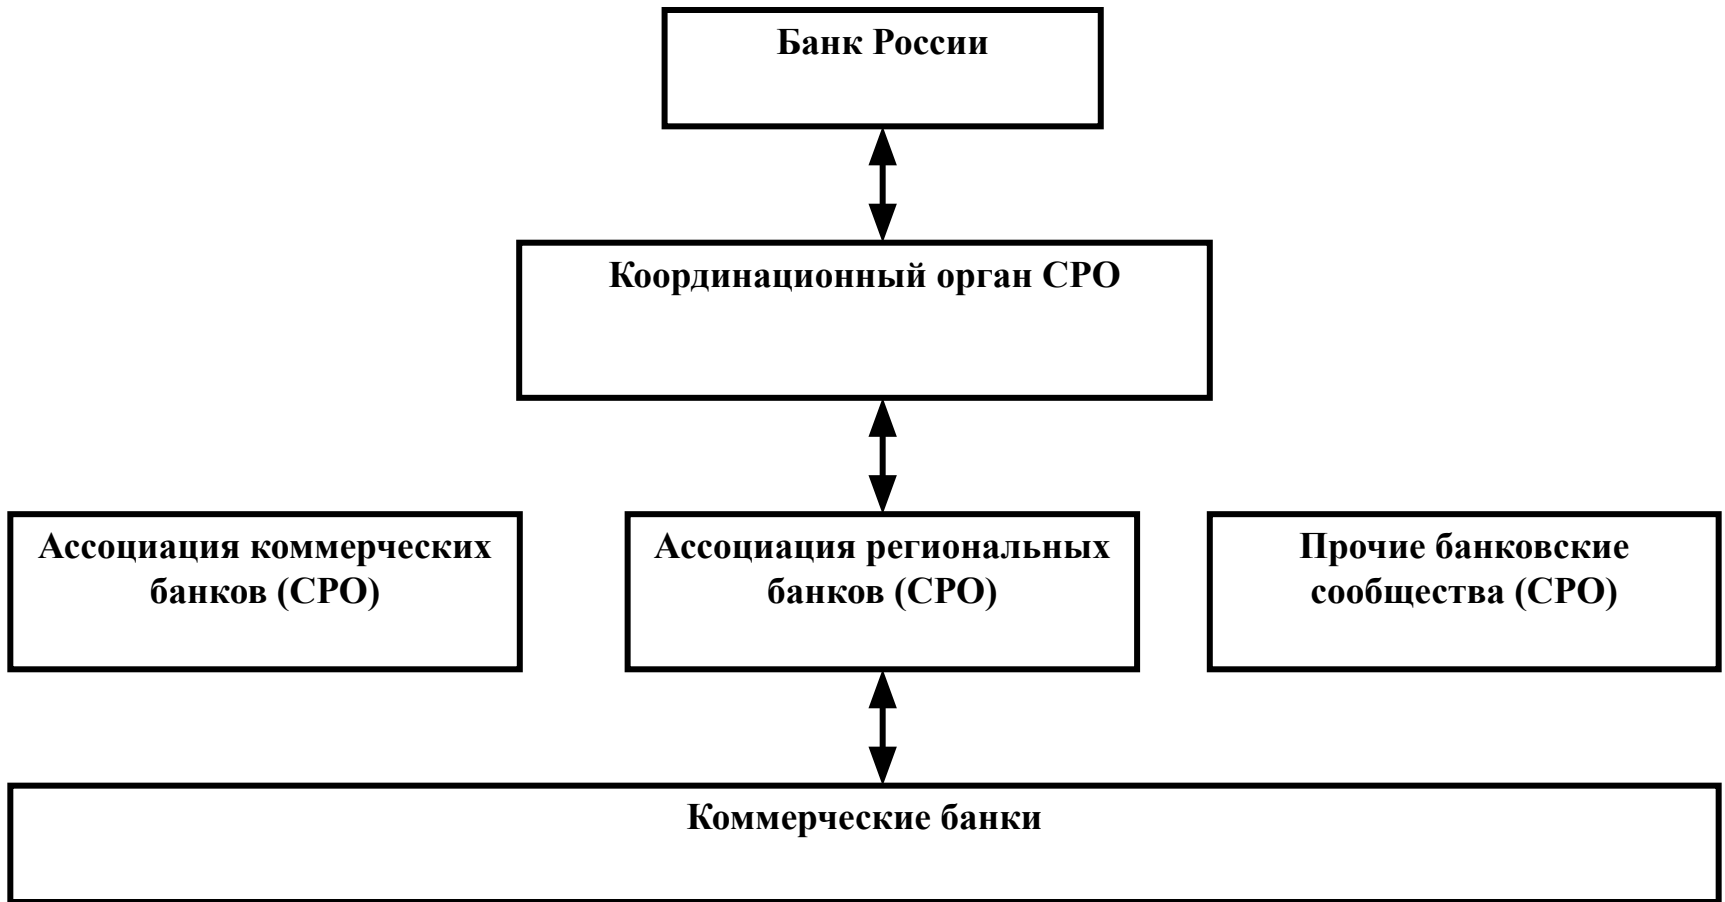 Банк России
Координационный орган СРО
Ассоциация коммерческих
банков (СРО)
Ассоциация региональных
банков (СРО)
Прочие банковские
сообщества (СРО)
Коммерческие банки